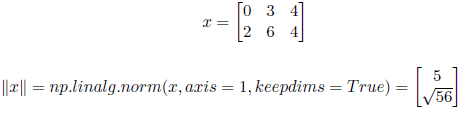 x = [0 3 4
2 6 4]
‖x‖ = np.linalg.norm(x, axis = 1, keepdims = True) = [5
√56]